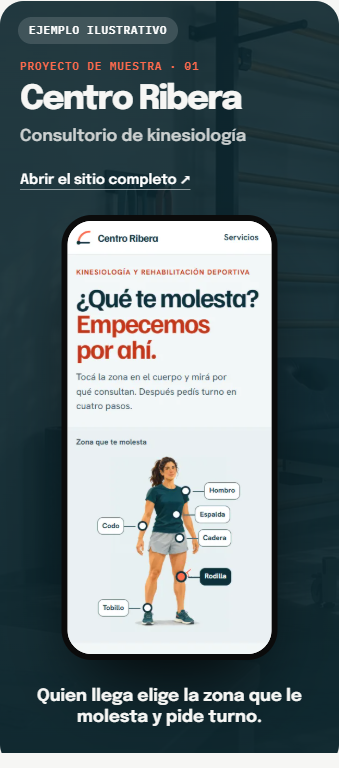 EJEMPLO ILUSTRATIVO
PROYECTO DE MUESTRA · 01
Centro Ribera
Consultorio de kinesiología
Abrir el sitio completo ↗
Centro Ribera
Servicios
KINESIOLOGÍA Y REHABILITACIÓN DEPORTIVA
¿Qué te molesta?
Empecemos
por ahí.
Tocá la zona en el cuerpo y mirá por
qué consultan. Después pedís turno en
cuatro pasos.
Zona que te molesta
Hombro
Espalda
Codo
Cadera
Rodilla
Tobillo
Quien llega elige la zona que le
molesta y pide turno.